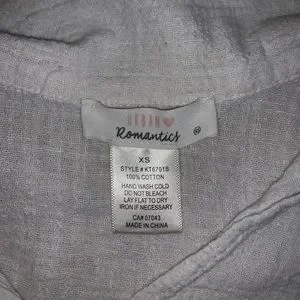 URBAN
Romantics ®
XS
STYLE # KT6701S
100% COTTON
HAND WASH COLD
DO NOT BLEACH
LAY FLAT TO DRY
IRON IF NECESSARY
CA# 07043
MADE IN CHINA